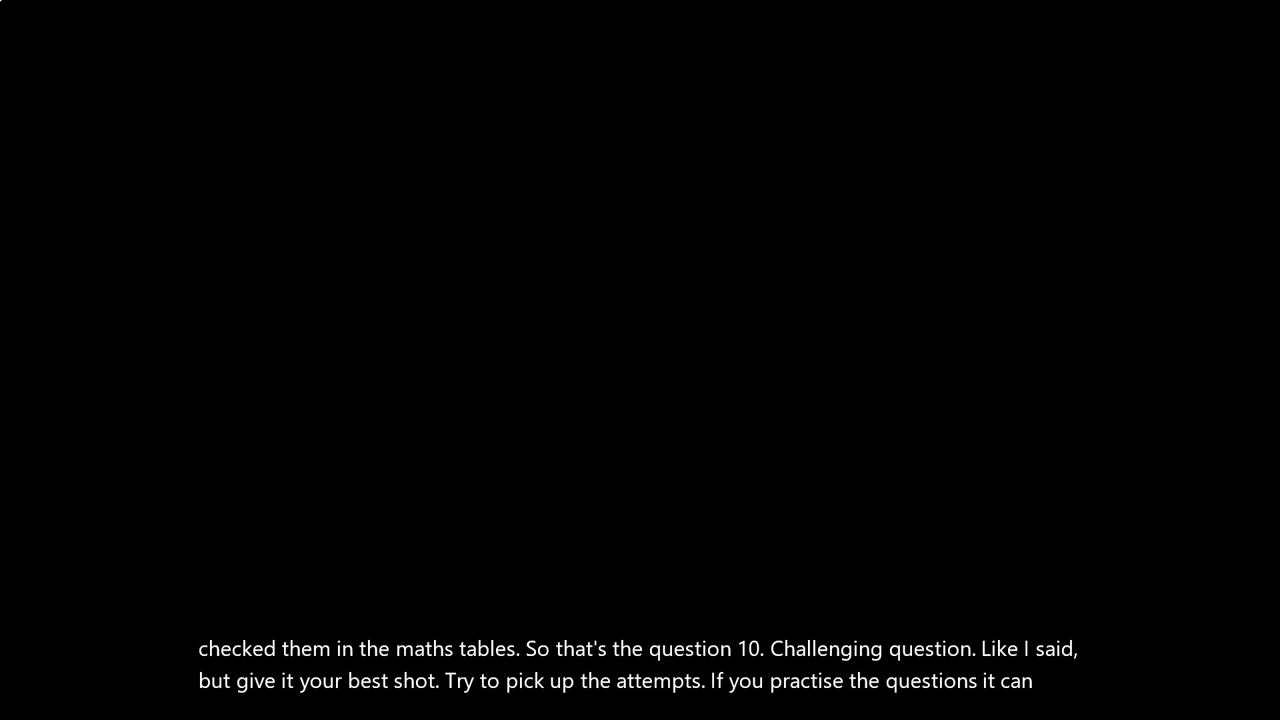 checked them in the maths tables. So that's the question 10. Challenging question. Like I said,
but give it your best shot. Try to pick up the attempts. If you practise the questions it can